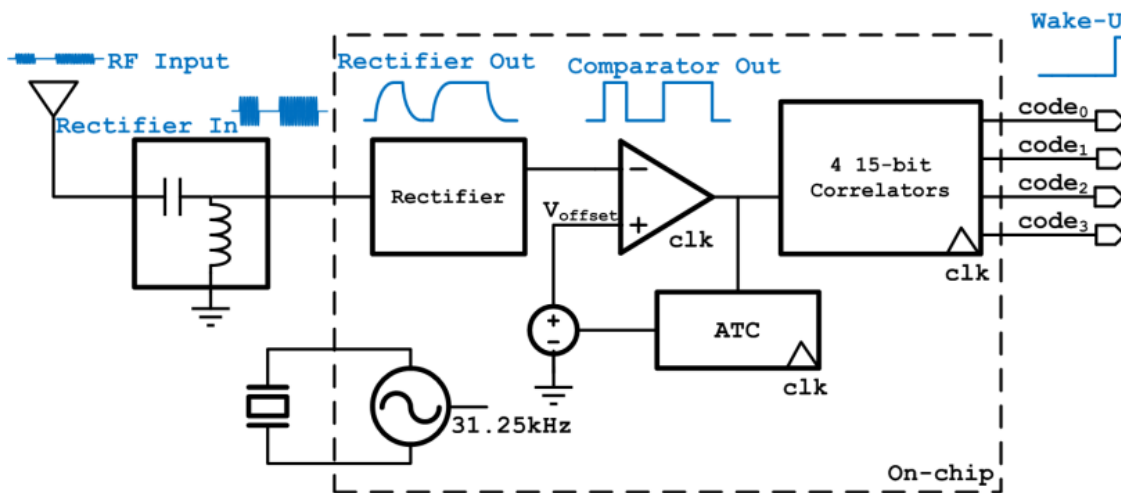 Wake-U
RF Input
Rectifier Out
Comparator Out
Rectifier In
code₀
code₁
code₂
code₃
4 15-bit
Correlators
Rectifier
−
V_offset
+
clk
clk
+
−
ATC
clk
31.25kHz
On-chip